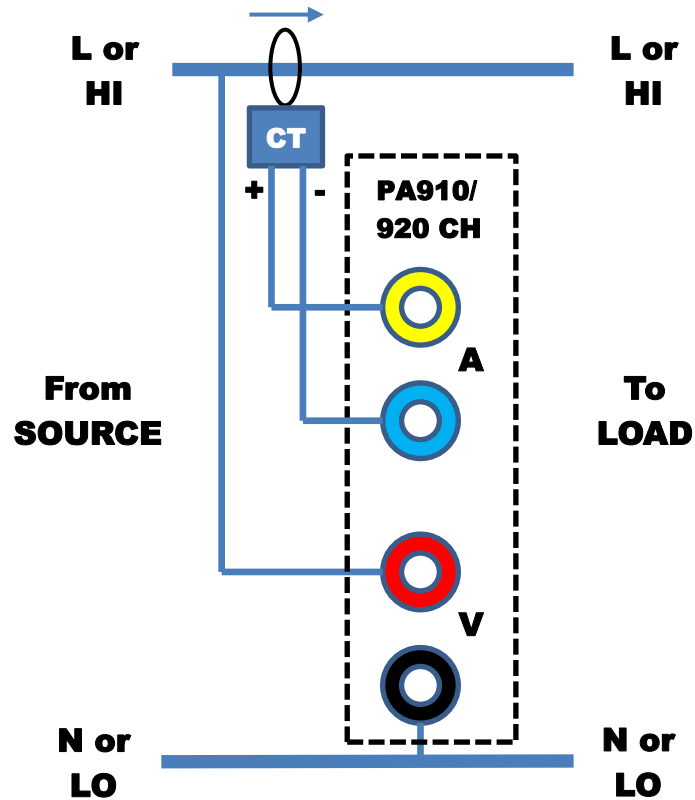 L or
HI
L or
HI
CT
+ -
PA910/
920 CH
A
From
SOURCE
To
LOAD
V
N or
LO
N or
LO